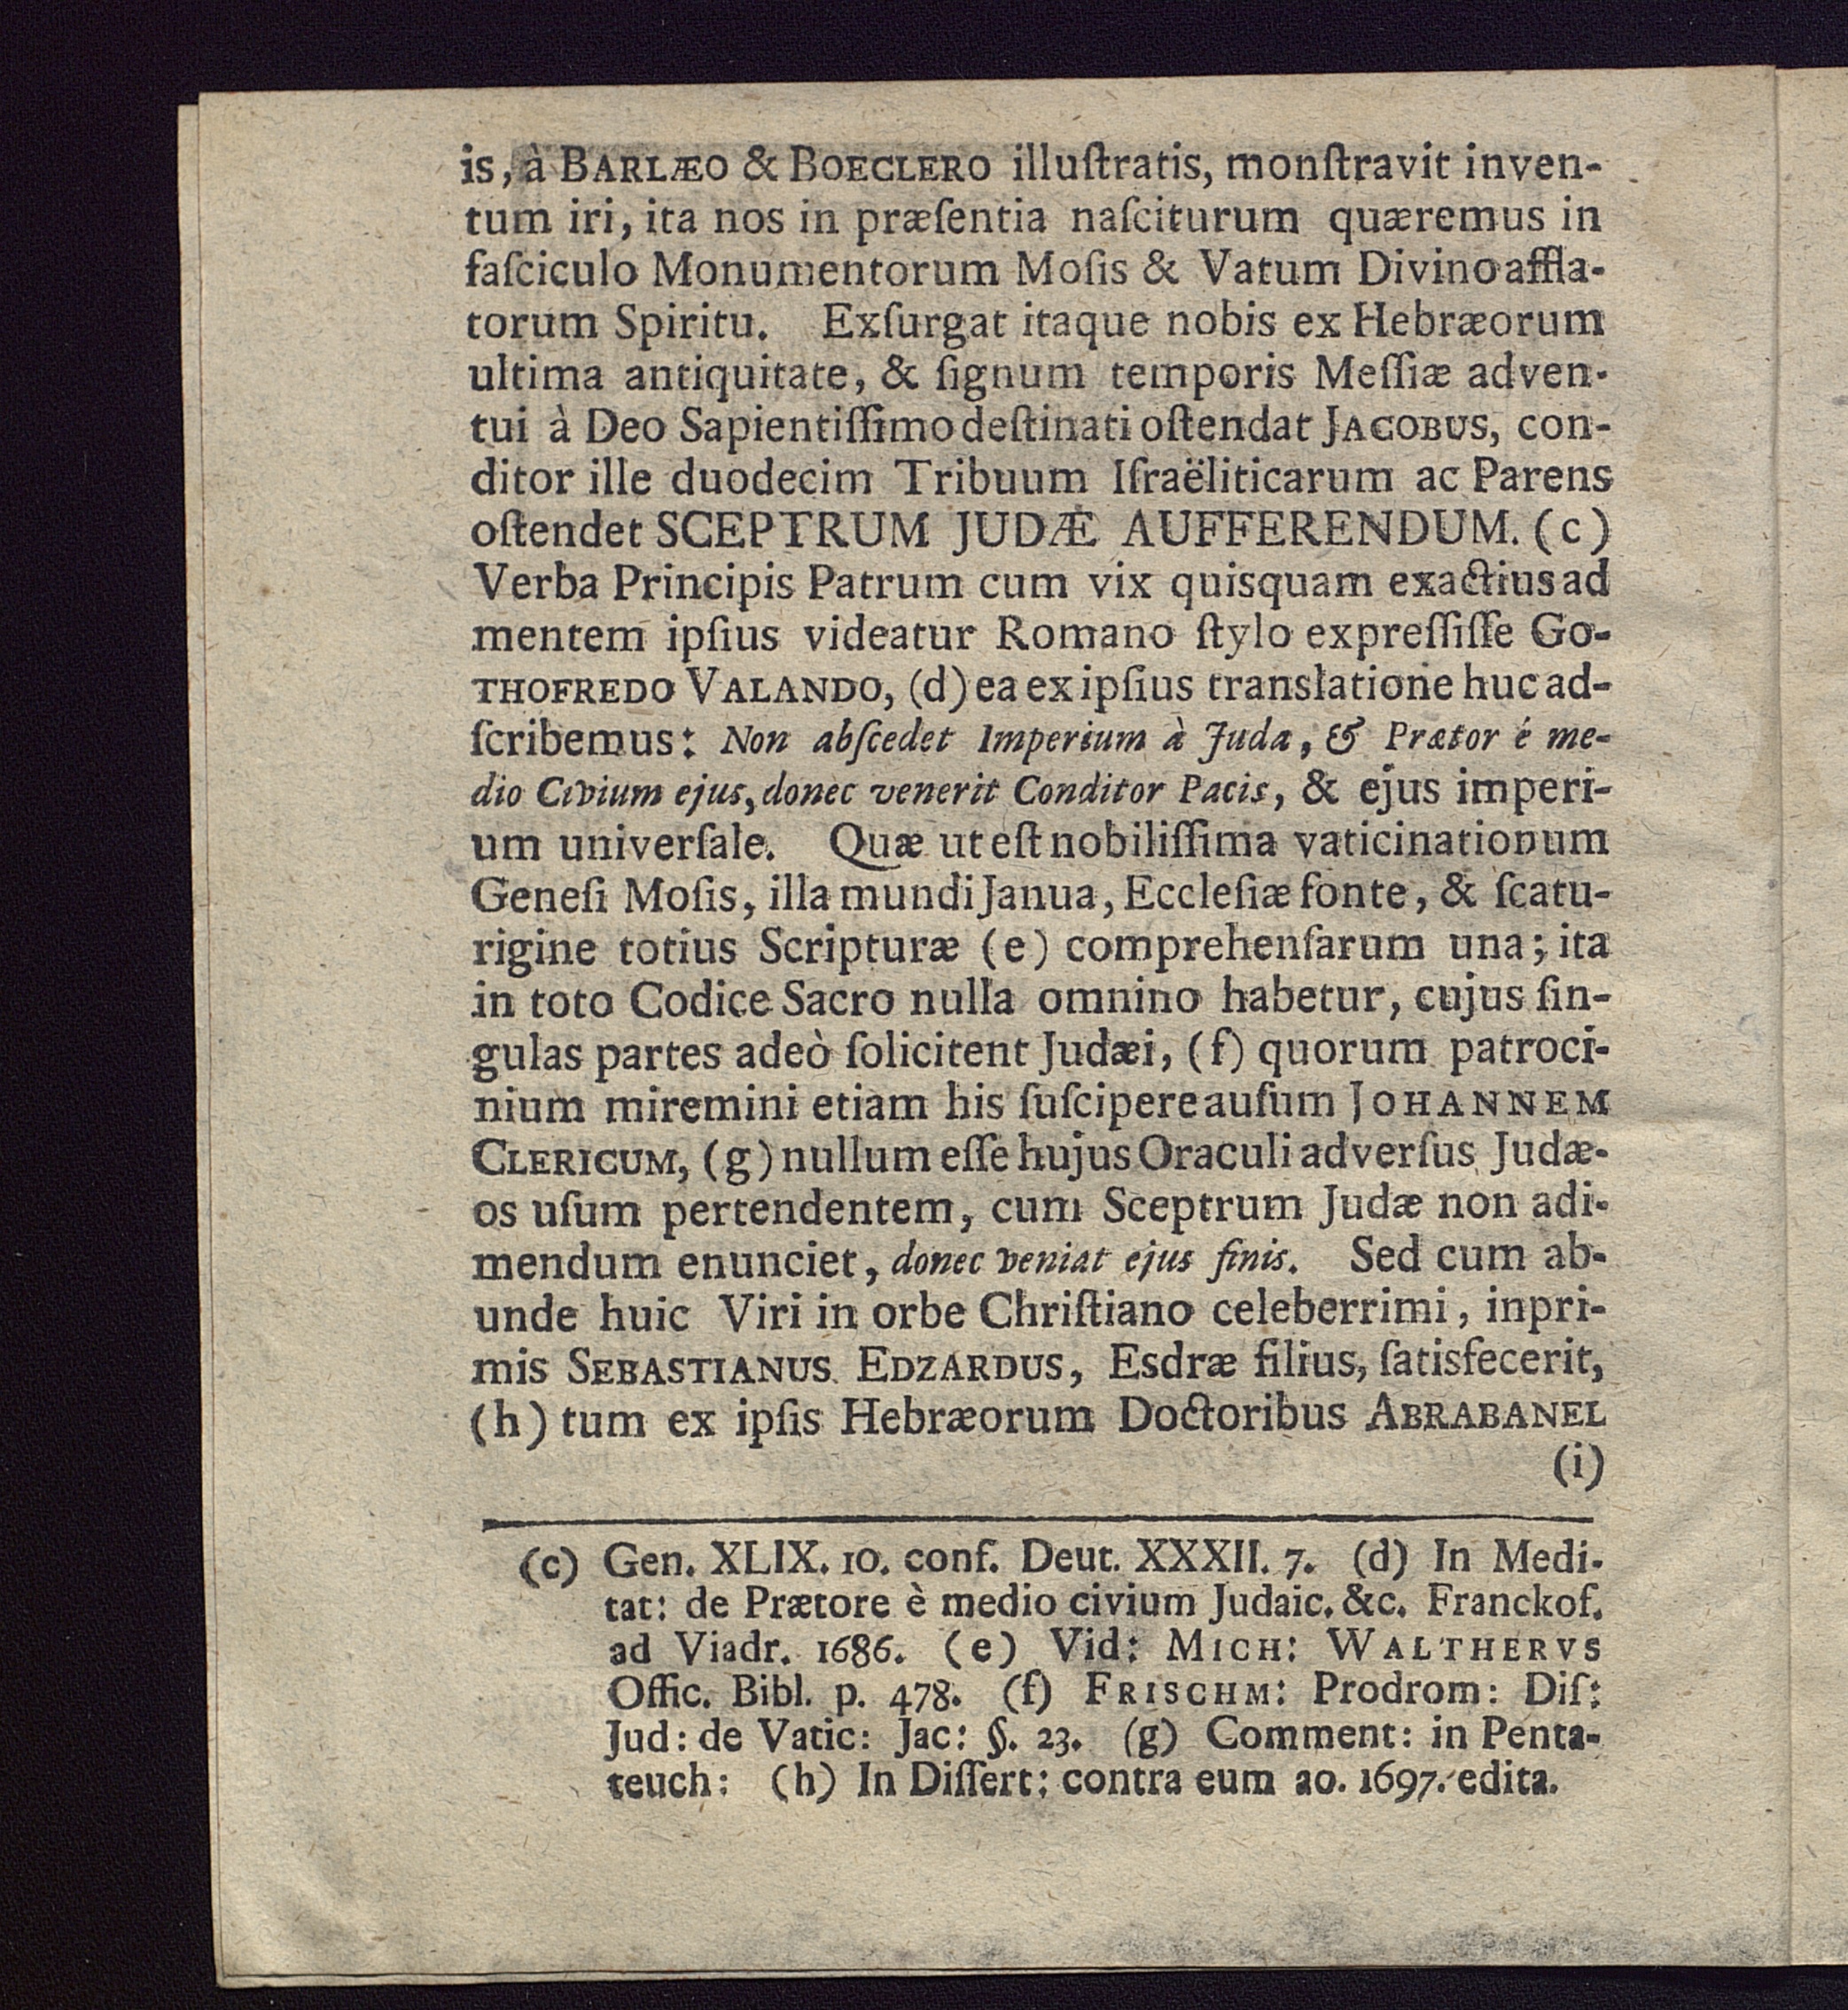 is, à BARLÆO & BOECLERO illuſtratis, monſtravit inven-
tum iri, ita nos in præſentia naſciturum quæremus in
faſciculo Monumentorum Moſis & Vatum Divino affla-
torum Spiritu. Exſurgat itaque nobis ex Hebræorum
ultima antiquitate, & ſignum temporis Meſſiæ adven-
tui à Deo Sapientiſſimo deſtinati oſtendat JACOBUS, con-
ditor ille duodecim Tribuum Iſraëliticarum ac Parens
oſtendet SCEPTRUM JUDÆ AUFFERENDUM. (c)
Verba Principis Patrum cum vix quisquam exactius ad
mentem ipſius videatur Romano ſtylo expreſſiſſe Go-
THOFREDO VALANDO, (d) ea ex ipſius translatione huc ad-
ſcribemus: Non abſcedet Imperium à Juda, & Prætor é me-
dio Civium ejus, donec venerit Conditor Pacis, & ejus imperi-
um univerſale. Quæ ut eſt nobiliſſima vaticinationum
Geneſi Moſis, illa mundi Janua, Eccleſiæ fonte, & ſcatu-
rigine totius Scripturæ (e) comprehenſarum una; ita
in toto Codice Sacro nulla omnino habetur, cujus ſin-
gulas partes adeò ſolicitent Judæi, (f) quorum patroci-
nium miremini etiam his ſuſcipere auſum JOHANNEM
CLERICUM, (g) nullum eſſe hujus Oraculi adverſus Judæ-
os uſum pertendentem, cum Sceptrum Judæ non adi-
mendum enunciet, donec veniat ejus finis. Sed cum ab-
unde huic Viri in orbe Chriſtiano celeberrimi, inpri-
mis SEBASTIANUS EDZARDUS, Esdræ filius, ſatisfecerit,
(h) tum ex ipſis Hebræorum Doctoribus ABRABANEL
(i)
(c) Gen. XLIX. 10. conf. Deut. XXXII. 7. (d) In Medi-
tat: de Prætore è medio civium Judaic. &c. Franckof.
ad Viadr. 1686. (e) Vid: MICH: WALTHERVS
Offic. Bibl. p. 478. (f) FRISCHM: Prodrom: Diſ:
Jud: de Vatic: Jac: §. 23. (g) Comment: in Penta-
teuch: (h) In Diſſert: contra eum ao. 1697. edita.